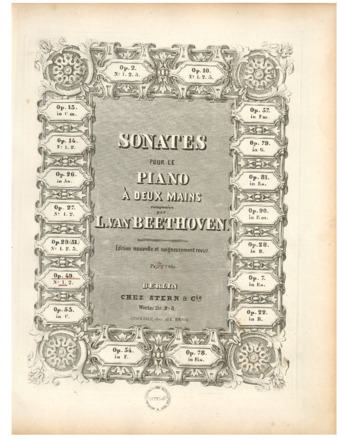 Op. 2.
Nº 1. 2. 3.
Op. 10.
Nº 1. 2. 3.
Op. 13.
in Cm.
Op. 14.
Nº 1. 2.
Op. 26.
in As.
Op. 27.
Nº 1. 2.
Op. 29(31)
Nº 1. 2. 3.
Op. 49.
Nº 1. 2.
Op. 53.
in C.
SONATES
POUR LE
PIANO
À DEUX MAINS
composées
par
L. VAN BEETHOVEN.
Édition nouvelle et soigneusement revue.
BERLIN
CHEZ STERN & Cie
Op. 57.
in Fm.
Op. 79.
in G.
Op. 81.
in Es.
Op. 90.
in Em.
Op. 28.
in D.
Op. 7.
in Es.
Op. 22.
in B.
Op. 54.
in F.
Op. 78.
in Fis.